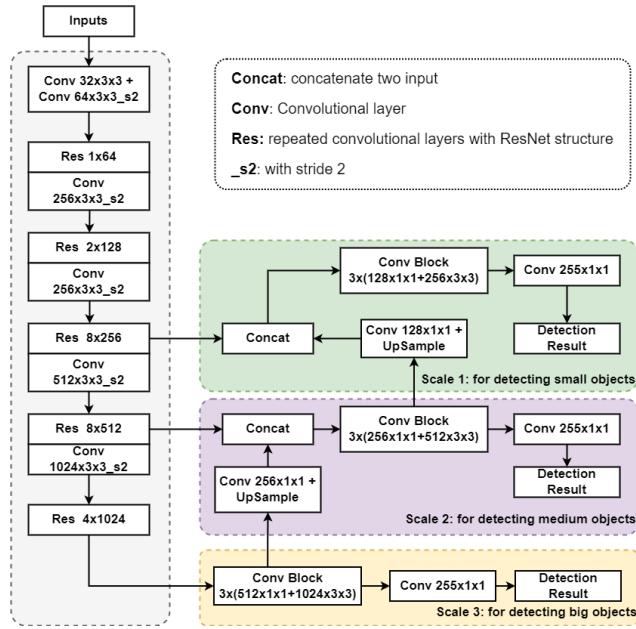 Inputs
Conv 32x3x3 +
Conv 64x3x3_s2
Res 1x64
Conv
256x3x3_s2
Res 2x128
Conv
256x3x3_s2
Res 8x256
Conv
512x3x3_s2
Res 8x512
Conv
1024x3x3_s2
Res 4x1024
Concat: concatenate two input
Conv: Convolutional layer
Res: repeated convolutional layers with ResNet structure
_s2: with stride 2
Conv Block
3x(128x1x1+256x3x3)
Conv 255x1x1
Concat
Conv 128x1x1 +
UpSample
Detection
Result
Scale 1: for detecting small objects
Concat
Conv Block
3x(256x1x1+512x3x3)
Conv 255x1x1
Conv 256x1x1 +
UpSample
Detection
Result
Scale 2: for detecting medium objects
Conv Block
3x(512x1x1+1024x3x3)
Conv 255x1x1
Detection
Result
Scale 3: for detecting big objects